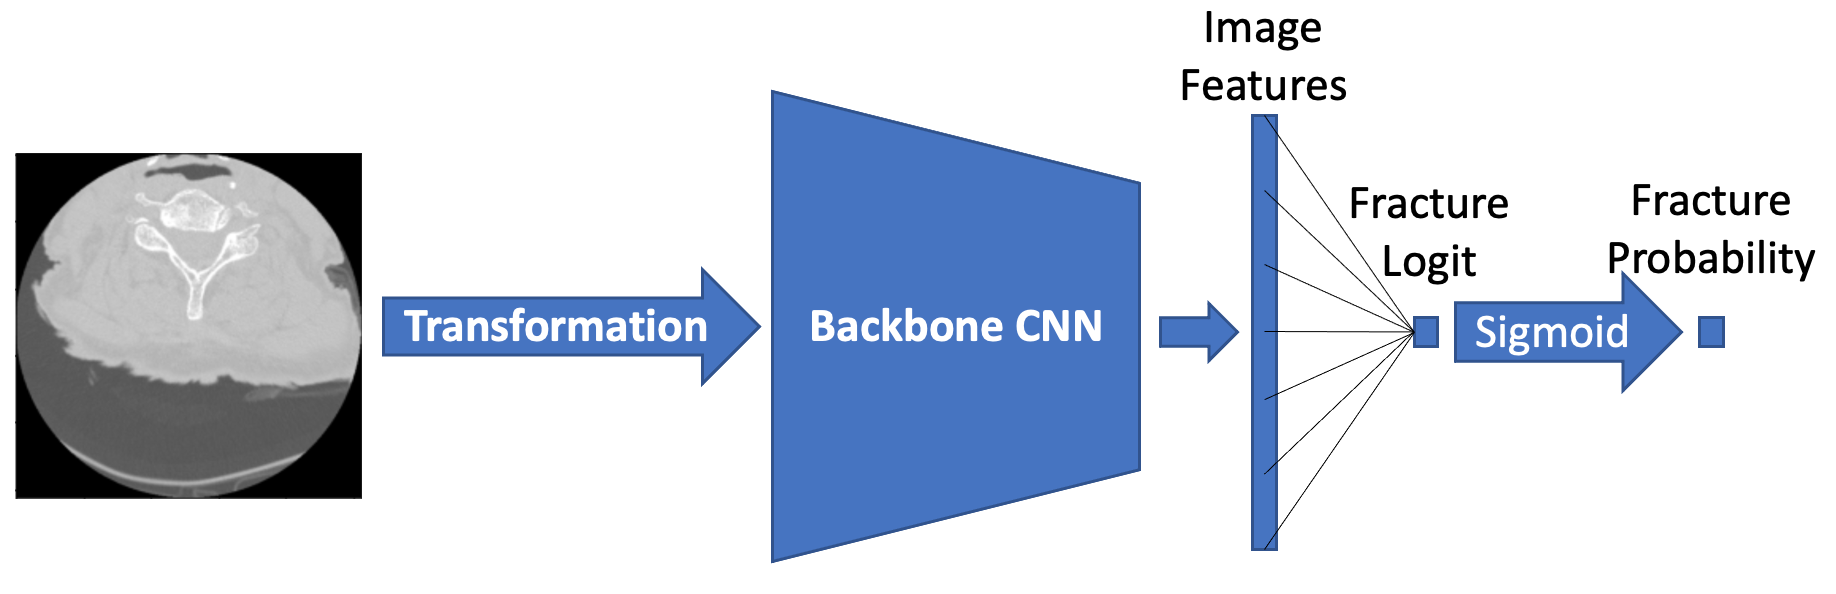 Image
Features
Fracture
Logit
Fracture
Probability
Transformation
Backbone CNN
Sigmoid